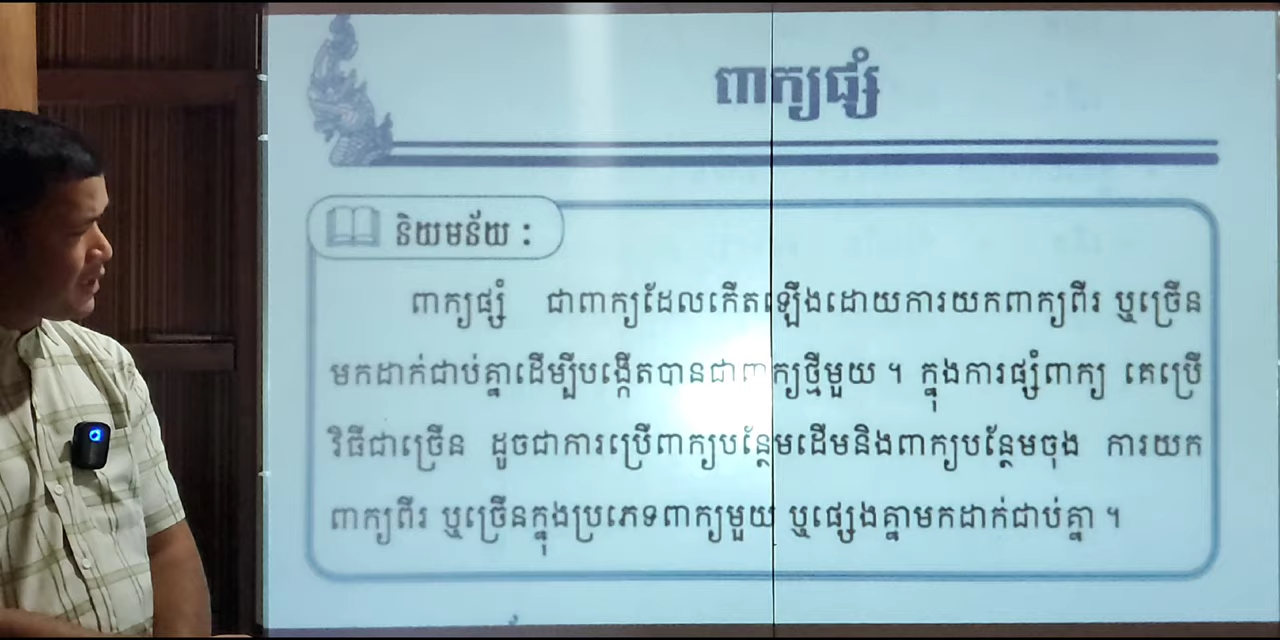 ពាក្យផ្សំ
និយមន័យ :
ពាក្យផ្សំ ជាពាក្យដែលកើតឡើងដោយការយកពាក្យពីរ ឬច្រើន
មកដាក់ជាប់គ្នាដើម្បីបង្កើតបានជាពាក្យថ្មីមួយ ។ ក្នុងការផ្សំពាក្យ គេប្រើ
វិធីជាច្រើន ដូចជាការប្រើពាក្យបន្ថែមដើមនិងពាក្យបន្ថែមចុង ការយក
ពាក្យពីរ ឬច្រើនក្នុងប្រភេទពាក្យមួយ ឬផ្សេងគ្នាមកដាក់ជាប់គ្នា ។